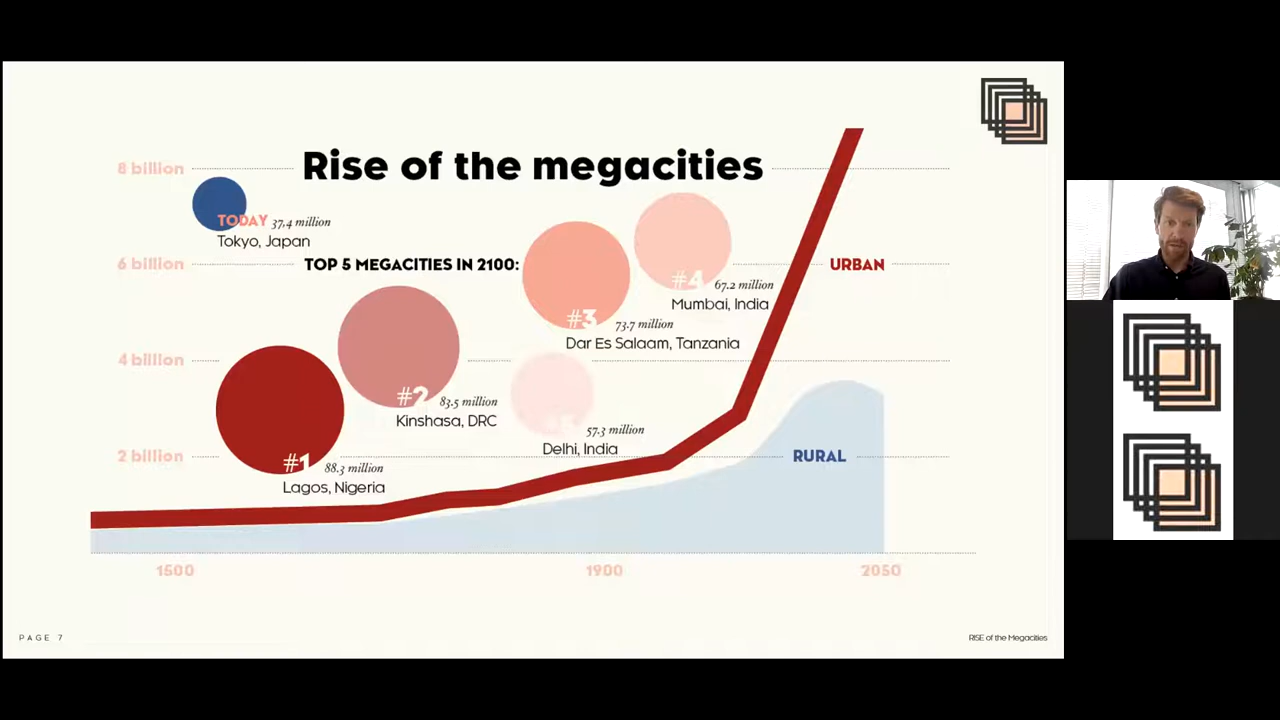 Rise of the megacities
8 billion
TODAY 37,4 million
Tokyo, Japan
6 billion
TOP 5 MEGACITIES IN 2100:
URBAN
#4 67.2 million
Mumbai, India
#3 73.7 million
Dar Es Salaam, Tanzania
4 billion
#2 83.5 million
Kinshasa, DRC
#5 57.3 million
Delhi, India
2 billion
RURAL
#1 88.3 million
Lagos, Nigeria
1500
1900
2050
PAGE 7
RISE of the Megacities